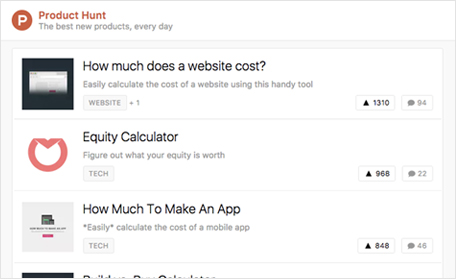 P
Product Hunt
The best new products, every day
How much does a website cost?
Easily calculate the cost of a website using this handy tool
WEBSITE + 1
▲ 1310
94
Equity Calculator
Figure out what your equity is worth
TECH
▲ 968
22
How Much To Make An App
*Easily* calculate the cost of a mobile app
TECH
▲ 848
46